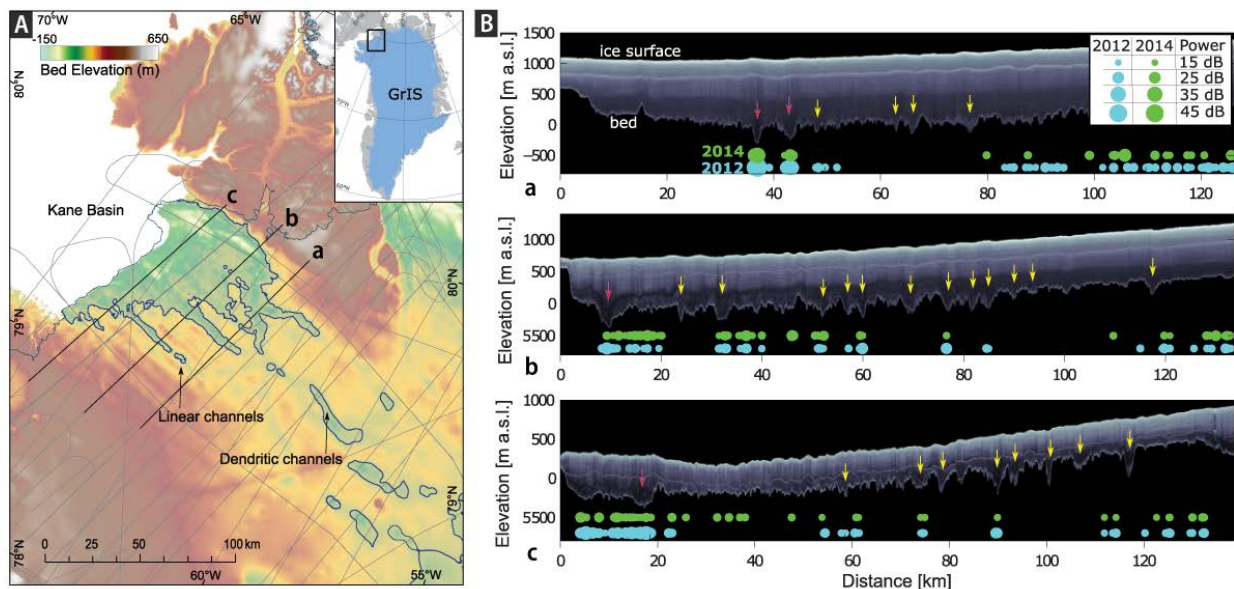 A
70°W
65°W
-150
650
Bed Elevation (m)
80°N
GrIS
70°N
60°N
c
b
a
Kane Basin
80°N
79°N
Linear channels
Dendritic channels
79°N
78°N
0
25
50
75
100 km
60°W
55°W
B
Elevation [m a.s.l.]
1500
1000
500
0
−500
ice surface
bed
2014
2012
2012 2014 Power
15 dB
25 dB
35 dB
45 dB
a
0 20 40 60 80 100 120
Elevation [m a.s.l.]
1000
500
0
5500
b
0 20 40 60 80 100 120
Elevation [m a.s.l.]
1000
500
0
5500
c
0 20 40 60 80 100 120
Distance [km]